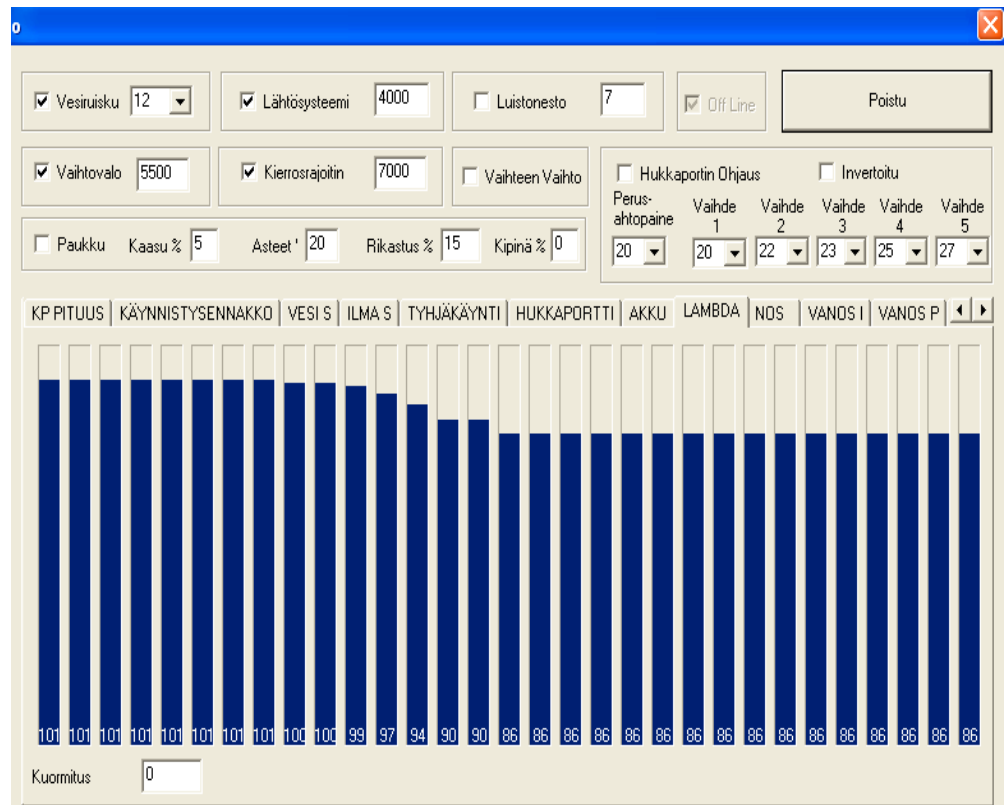 o
Vesiruisku 12 Lähtösysteemi 4000 Luistonesto 7 Off Line Poistu
Vaihtovalo 5500 Kierrosrajoitin 7000 Vaihteen Vaihto
Hukkaportin Ohjaus Invertoitu
Perus-ahtopaine Vaihde 1 Vaihde 2 Vaihde 3 Vaihde 4 Vaihde 5
20 20 22 23 25 27
Paukku Kaasu % 5 Asteet ' 20 Rikastus % 15 Kipinä % 0
KP PITUUS KÄYNNISTYSENNAKKO VESI S ILMA S TYHJÄKÄYNTI HUKKAPORTTI AKKU LAMBDA NOS VANOS I VANOS P
101 101 101 101 101 101 101 101 100 100 99 97 94 90 90 86 86 86 86 86 86 86 86 86 86 86 86 86 86 86 86
Kuormitus 0